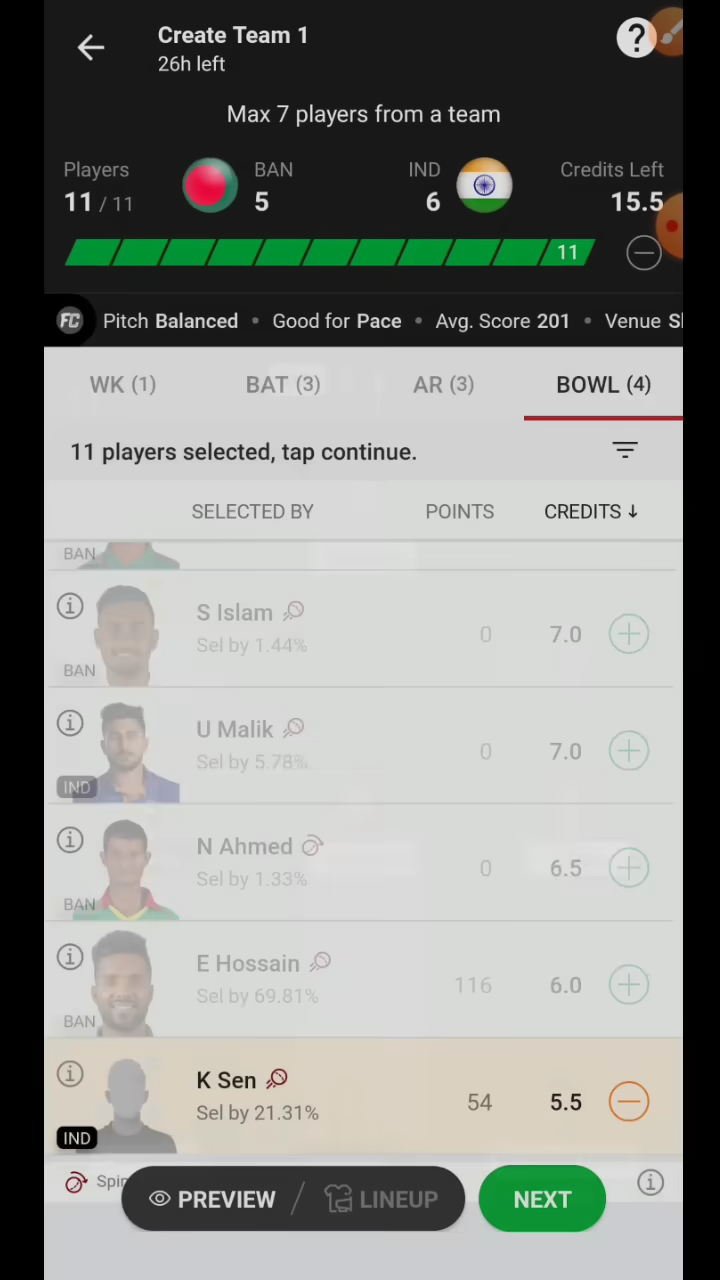 Create Team 1
26h left
Max 7 players from a team
Players BAN IND Credits Left
11 / 11 5 6 15.5
11
FC Pitch Balanced • Good for Pace • Avg. Score 201 • Venue
WK (1) BAT (3) AR (3) BOWL (4)
11 players selected, tap continue.
SELECTED BY POINTS CREDITS ↓
BAN
S Islam
Sel by 1.44% 0 7.0
BAN
U Malik
Sel by 5.78% 0 7.0
IND
N Ahmed
Sel by 1.33% 0 6.5
BAN
E Hossain
Sel by 69.81% 116 6.0
BAN
K Sen
Sel by 21.31% 54 5.5
IND
PREVIEW / LINEUP NEXT